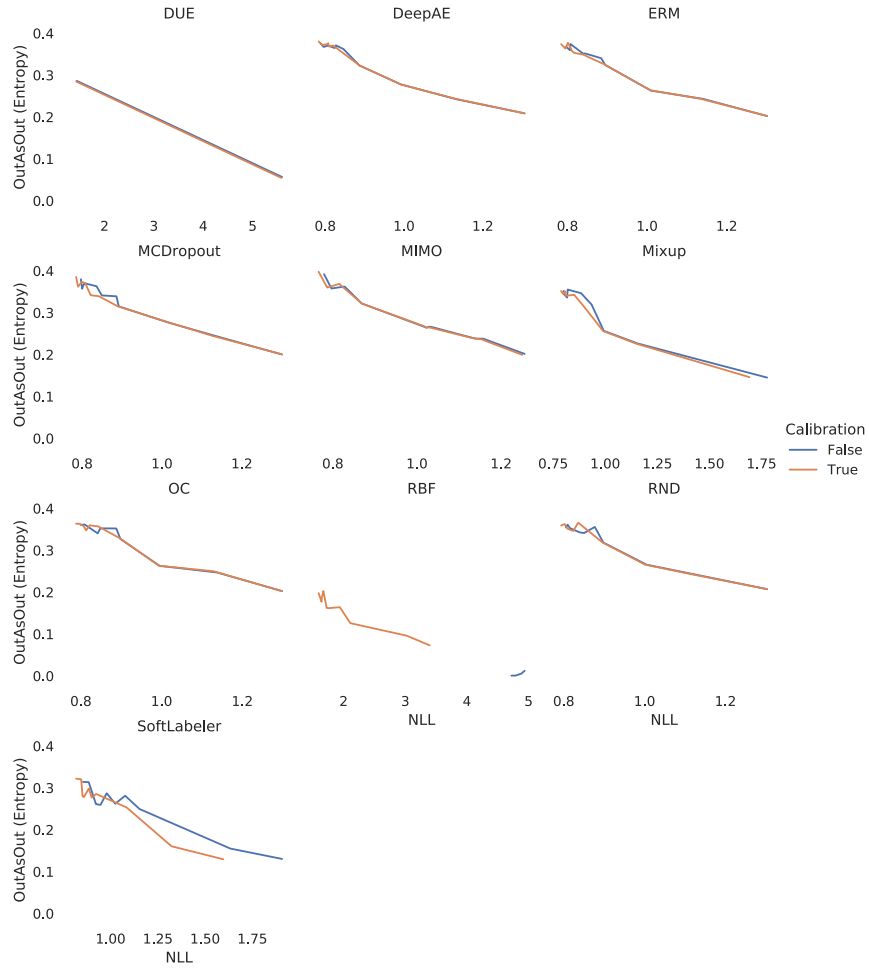 DUE
DeepAE
ERM
OutAsOut (Entropy)
0.4
0.3
0.2
0.1
0.0
2 3 4 5
0.8 1.0 1.2
0.8 1.0 1.2
MCDropout
MIMO
Mixup
OutAsOut (Entropy)
0.4
0.3
0.2
0.1
0.0
0.8 1.0 1.2
0.8 1.0 1.2
0.75 1.00 1.25 1.50 1.75
Calibration
False
True
OC
RBF
RND
OutAsOut (Entropy)
0.4
0.3
0.2
0.1
0.0
0.8 1.0 1.2
2 3 4 5
NLL
0.8 1.0 1.2
NLL
SoftLabeler
OutAsOut (Entropy)
0.4
0.3
0.2
0.1
0.0
1.00 1.25 1.50 1.75
NLL